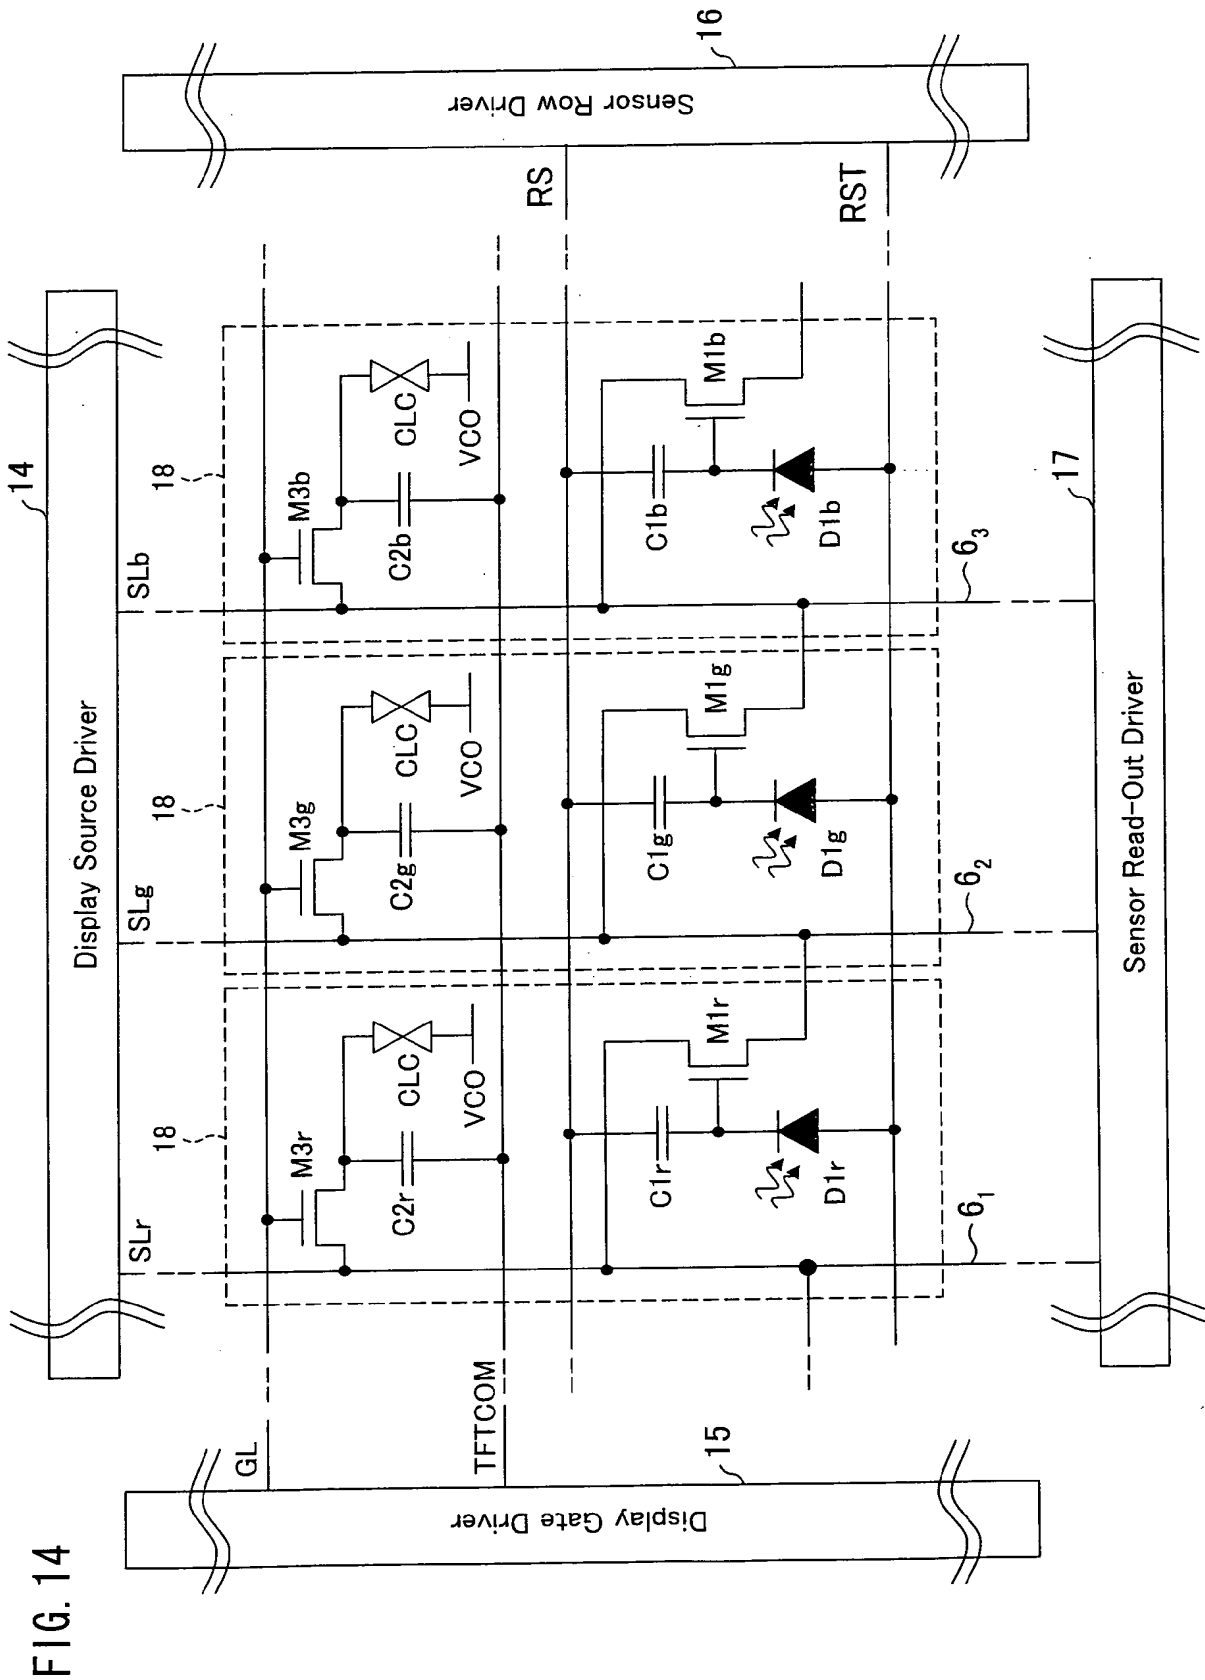 FIG. 14
14
Display Source Driver
SLr
SLg
SLb
18
18
18
GL
M3r
M3g
M3b
C2r
CLC
C2g
CLC
C2b
CLC
VCO
VCO
VCO
TFTCOM
RS
C1r
M1r
C1g
M1g
C1b
M1b
D1r
D1g
D1b
RST
Display Gate Driver
15
Sensor Row Driver
16
6₁
6₂
6₃
17
Sensor Read-Out Driver